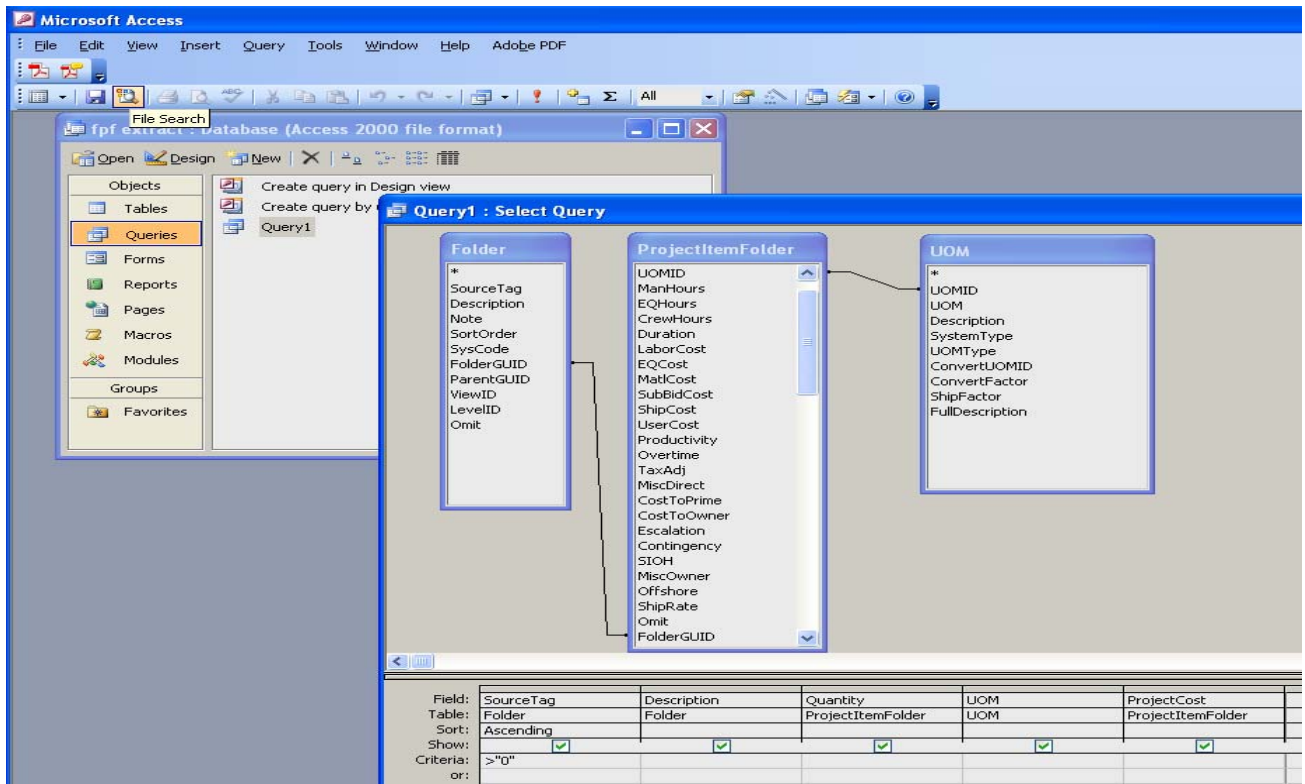 Microsoft Access
File Edit View Insert Query Tools Window Help Adobe PDF
All
File Search
fpf extract : Database (Access 2000 file format)
Open Design New
Objects
Tables
Queries
Forms
Reports
Pages
Macros
Modules
Groups
Favorites
Create query in Design view
Create query by
Query1
Query1 : Select Query
Folder
*
SourceTag
Description
Note
SortOrder
SysCode
FolderGUID
ParentGUID
ViewID
LevelID
Omit
ProjectItemFolder
UOMID
ManHours
EQHours
CrewHours
Duration
LaborCost
EQCost
MatlCost
SubBidCost
ShipCost
UserCost
Productivity
Overtime
TaxAdj
MiscDirect
CostToPrime
CostToOwner
Escalation
Contingency
SIOH
MiscOwner
Offshore
ShipRate
Omit
FolderGUID
UOM
*
UOMID
UOM
Description
SystemType
UOMType
ConvertUOMID
ConvertFactor
ShipFactor
FullDescription
Field: SourceTag Description Quantity UOM ProjectCost
Table: Folder Folder ProjectItemFolder UOM ProjectItemFolder
Sort: Ascending
Show:
Criteria: >"0"
or: